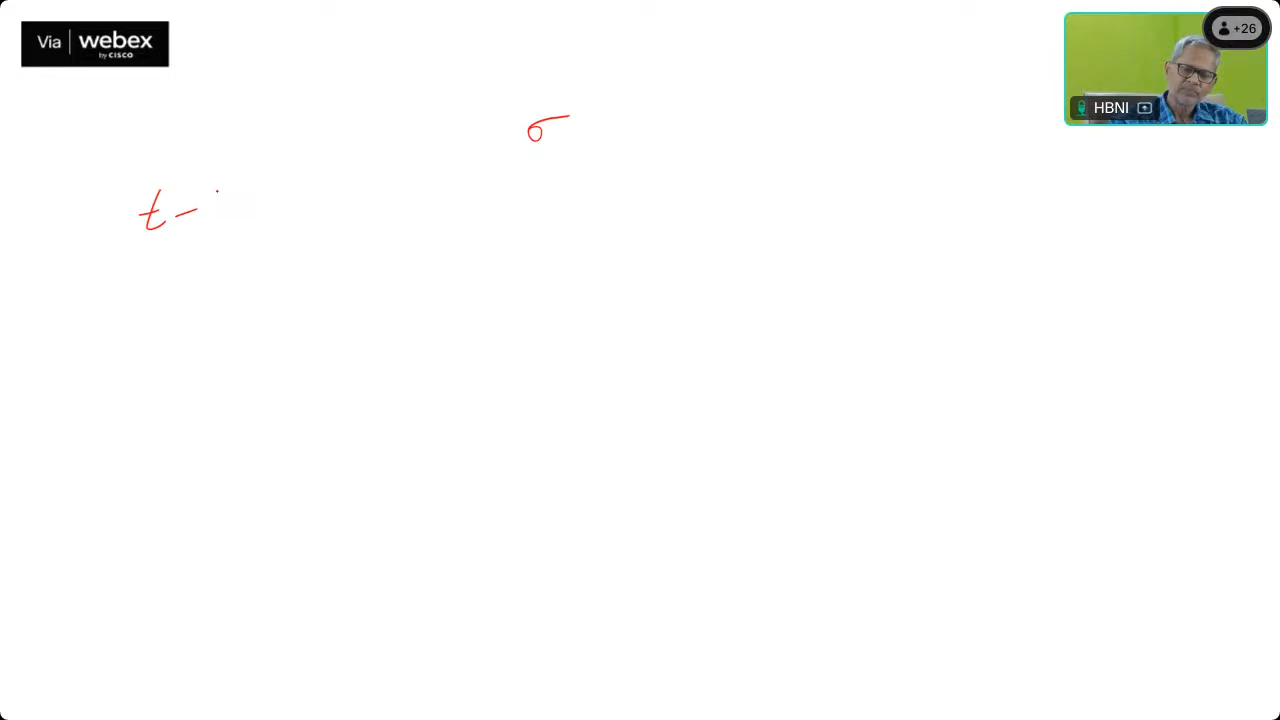 Via webex
by CISCO
+26
HBNI
σ
t -